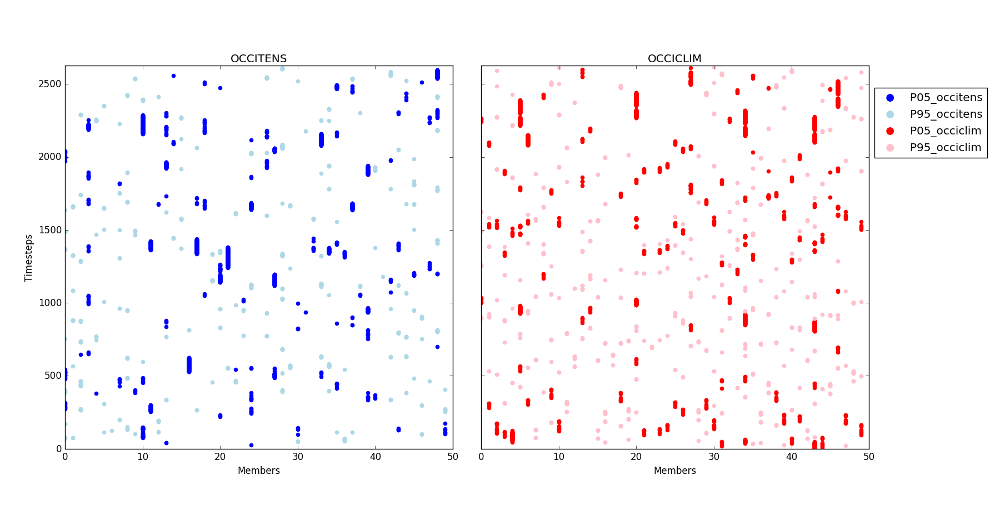 OCCITENS
OCCICLIM
2500
2000
1500
1000
500
0
Timesteps
0 10 20 30 40 50
Members
0 10 20 30 40 50
Members
P05_occitens
P95_occitens
P05_occiclim
P95_occiclim